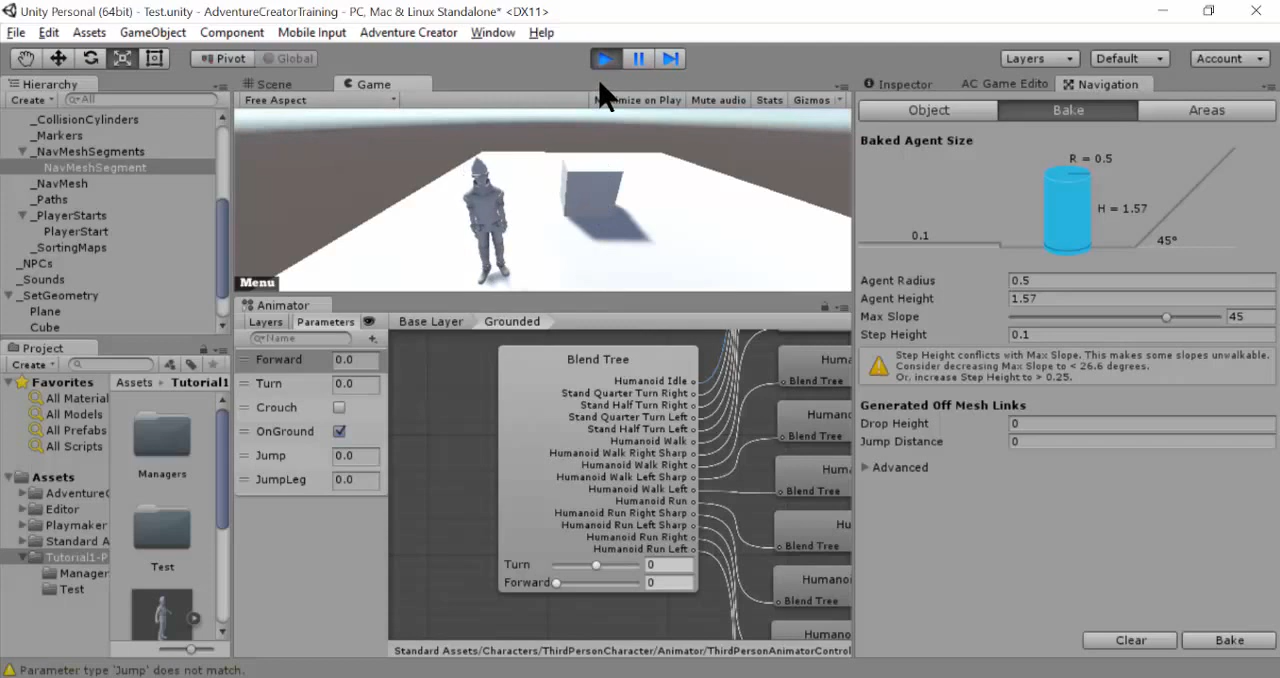 Unity Personal (64bit) - Test.unity - AdventureCreatorTraining - PC, Mac & Linux Standalone* <DX11>
File Edit Assets GameObject Component Mobile Input Adventure Creator Window Help
Pivot Global Layers Default Account
Hierarchy
Create All
_CollisionCylinders
_Markers
_NavMeshSegments
NavMeshSegment
_NavMesh
_Paths
_PlayerStarts
PlayerStart
_SortingMaps
_NPCs
_Sounds
_SetGeometry
Plane
Cube
Scene Game
Free Aspect ximize on Play Mute audio Stats Gizmos
Menu
Animator
Layers Parameters Base Layer Grounded
Name
Forward 0.0
Turn 0.0
Crouch
OnGround
Jump 0.0
JumpLeg 0.0
Blend Tree
Humanoid Idle
Stand Quarter Turn Right
Stand Half Turn Right
Stand Quarter Turn Left
Stand Half Turn Left
Humanoid Walk
Humanoid Walk Right Sharp
Humanoid Walk Right
Humanoid Walk Left Sharp
Humanoid Walk Left
Humanoid Run
Humanoid Run Right Sharp
Humanoid Run Left Sharp
Humanoid Run Right
Humanoid Run Left
Turn 0
Forward 0
Huma
Blend Tree
Human
Blend Tree
Huma
Blend Tree
Hu
Blend Tree
Humano
Blend Tree
Humai
Standard Assets/Characters/ThirdPersonCharacter/Animator/ThirdPersonAnimatorControl
Project
Create
Favorites
All Material
All Models
All Prefabs
All Scripts
Assets
AdventureC
Editor
Playmaker
Standard A
Tutorial1-P
Manager
Test
Assets Tutorial1
Managers
Test
Inspector AC Game Edito Navigation
Object Bake Areas
Baked Agent Size
R = 0.5
H = 1.57
0.1
45°
Agent Radius 0.5
Agent Height 1.57
Max Slope 45
Step Height 0.1
Step Height conflicts with Max Slope. This makes some slopes unwalkable.
Consider decreasing Max Slope to < 26.6 degrees.
Or, increase Step Height to > 0.25.
Generated Off Mesh Links
Drop Height 0
Jump Distance 0
Advanced
Clear Bake
Parameter type 'Jump' does not match.